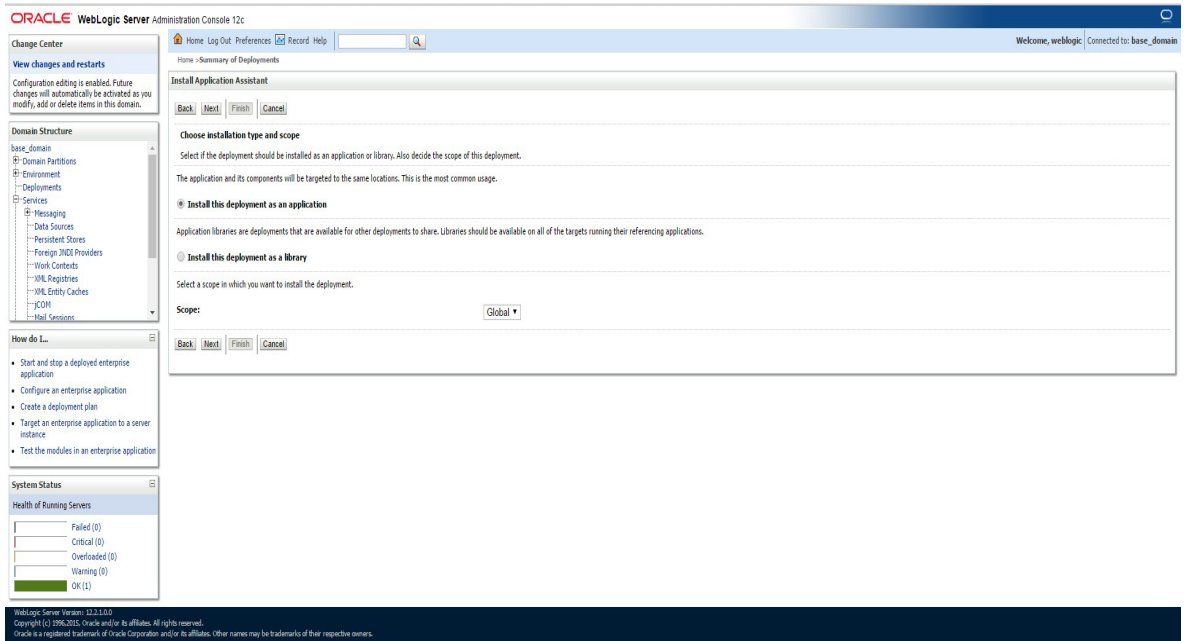 ORACLE WebLogic Server Administration Console 12c
Change Center
View changes and restarts
Configuration editing is enabled. Future
changes will automatically be activated as you
modify, add or delete items in this domain.
Domain Structure
base_domain
Domain Partitions
Environment
Deployments
Services
Messaging
Data Sources
Persistent Stores
Foreign JNDI Providers
Work Contexts
XML Registries
XML Entity Caches
jCOM
Mail Sessions
How do I...
Start and stop a deployed enterprise
application
Configure an enterprise application
Create a deployment plan
Target an enterprise application to a server
instance
Test the modules in an enterprise application
System Status
Health of Running Servers
Failed (0)
Critical (0)
Overloaded (0)
Warning (0)
OK (1)
Home Log Out Preferences Record Help
Welcome, weblogic Connected to: base_domain
Home >Summary of Deployments
Install Application Assistant
Back Next Finish Cancel
Choose installation type and scope
Select if the deployment should be installed as an application or library. Also decide the scope of this deployment.
The application and its components will be targeted to the same locations. This is the most common usage.
Install this deployment as an application
Application libraries are deployments that are available for other deployments to share. Libraries should be available on all of the targets running their referencing applications.
Install this deployment as a library
Select a scope in which you want to install the deployment.
Scope: Global
Back Next Finish Cancel
WebLogic Server Version: 12.2.1.0.0
Copyright (c) 1996,2015, Oracle and/or its affiliates. All rights reserved.
Oracle is a registered trademark of Oracle Corporation and/or its affiliates. Other names may be trademarks of their respective owners.